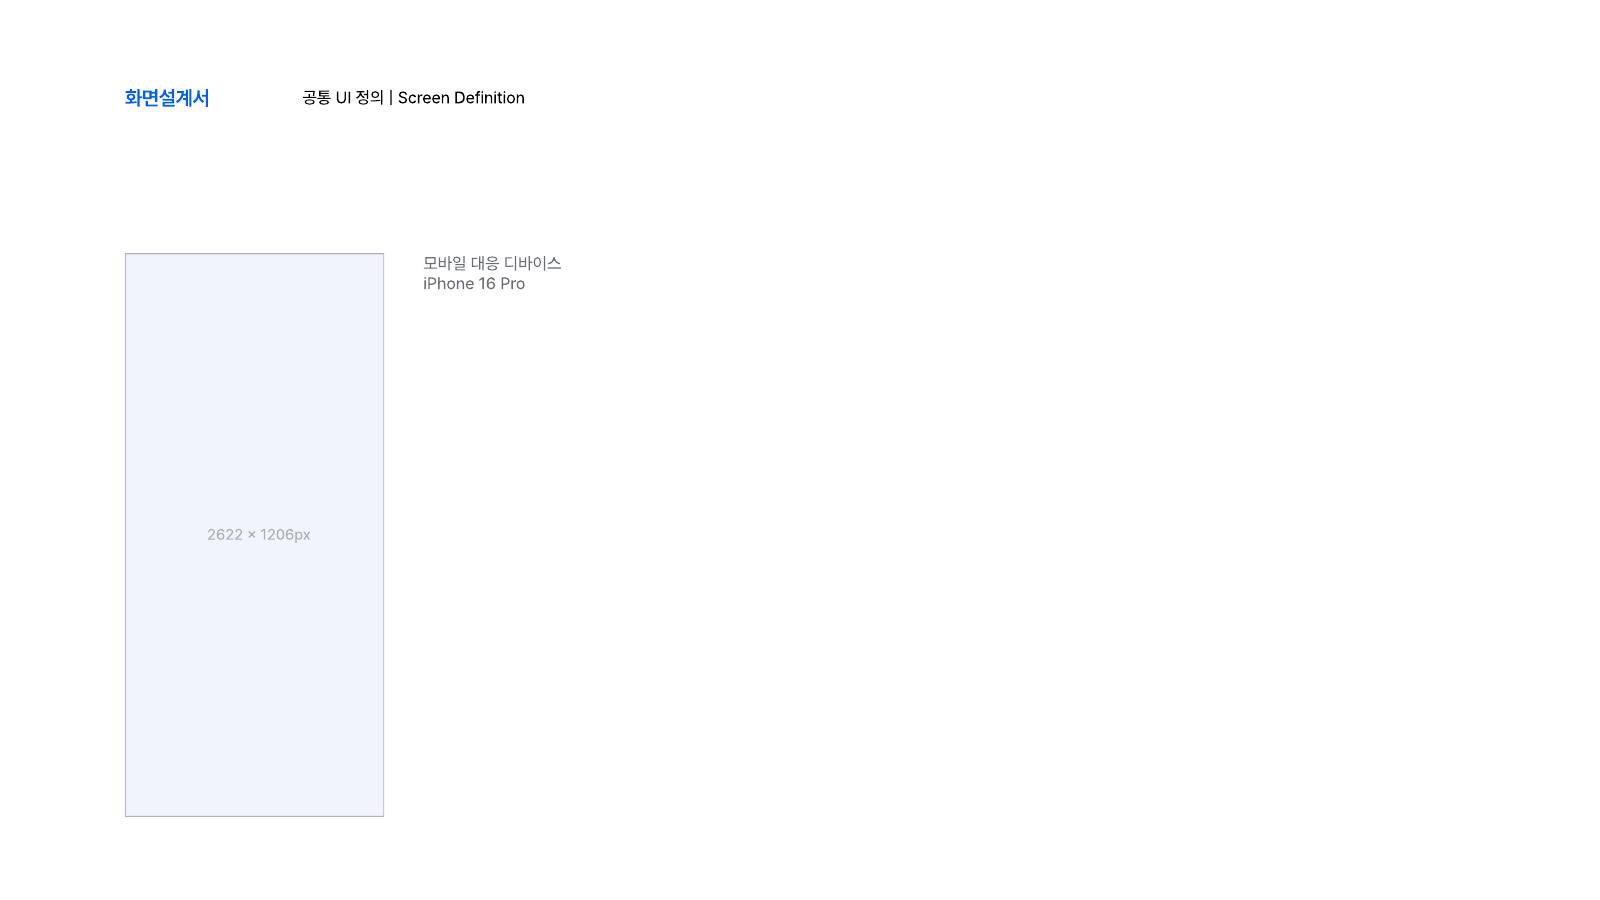 화면설계서
공통 UI 정의 | Screen Definition
모바일 대응 디바이스
iPhone 16 Pro
2622 × 1206px